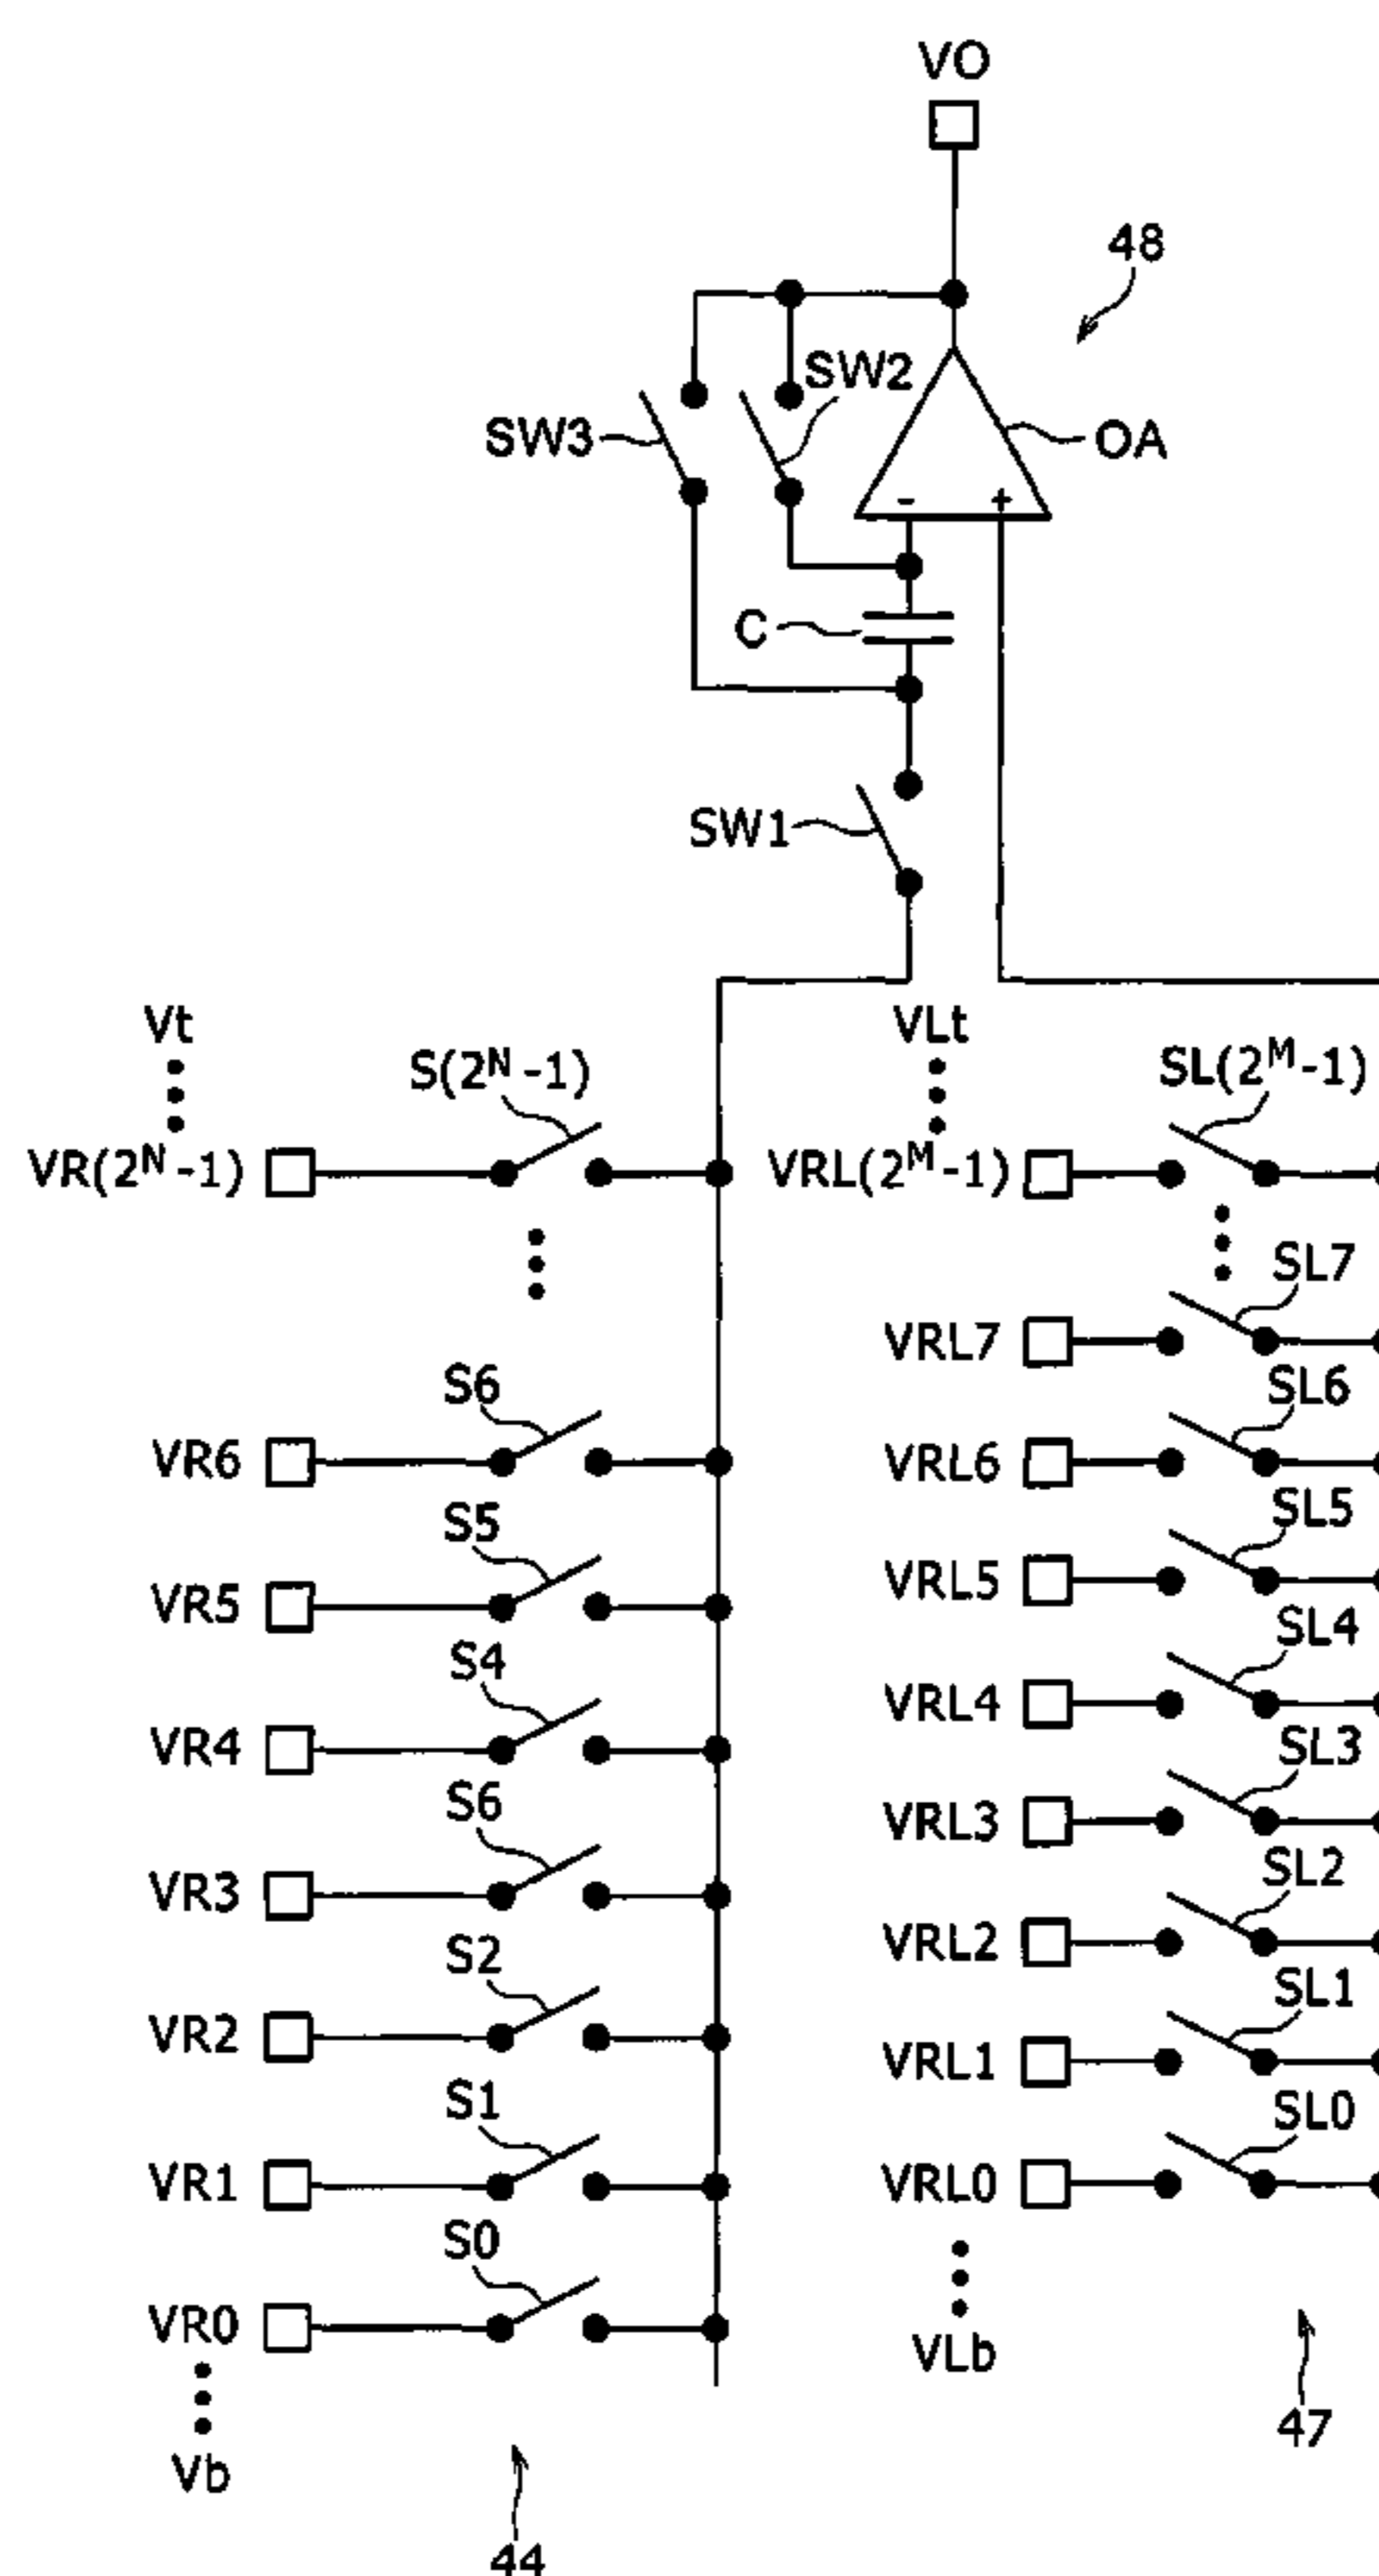 VO
48
SW2
SW3
OA
- +
C
SW1
Vt
VLt
S(2ᴺ-1)
SL(2ᴹ-1)
VR(2ᴺ-1)
VRL(2ᴹ-1)
SL7
VRL7
S6
SL6
VR6
VRL6
S5
SL5
VR5
VRL5
S4
SL4
VR4
VRL4
S6
SL3
VR3
VRL3
S2
SL2
VR2
VRL2
S1
SL1
VR1
VRL1
S0
SL0
VR0
VRL0
VLb
47
Vb
44